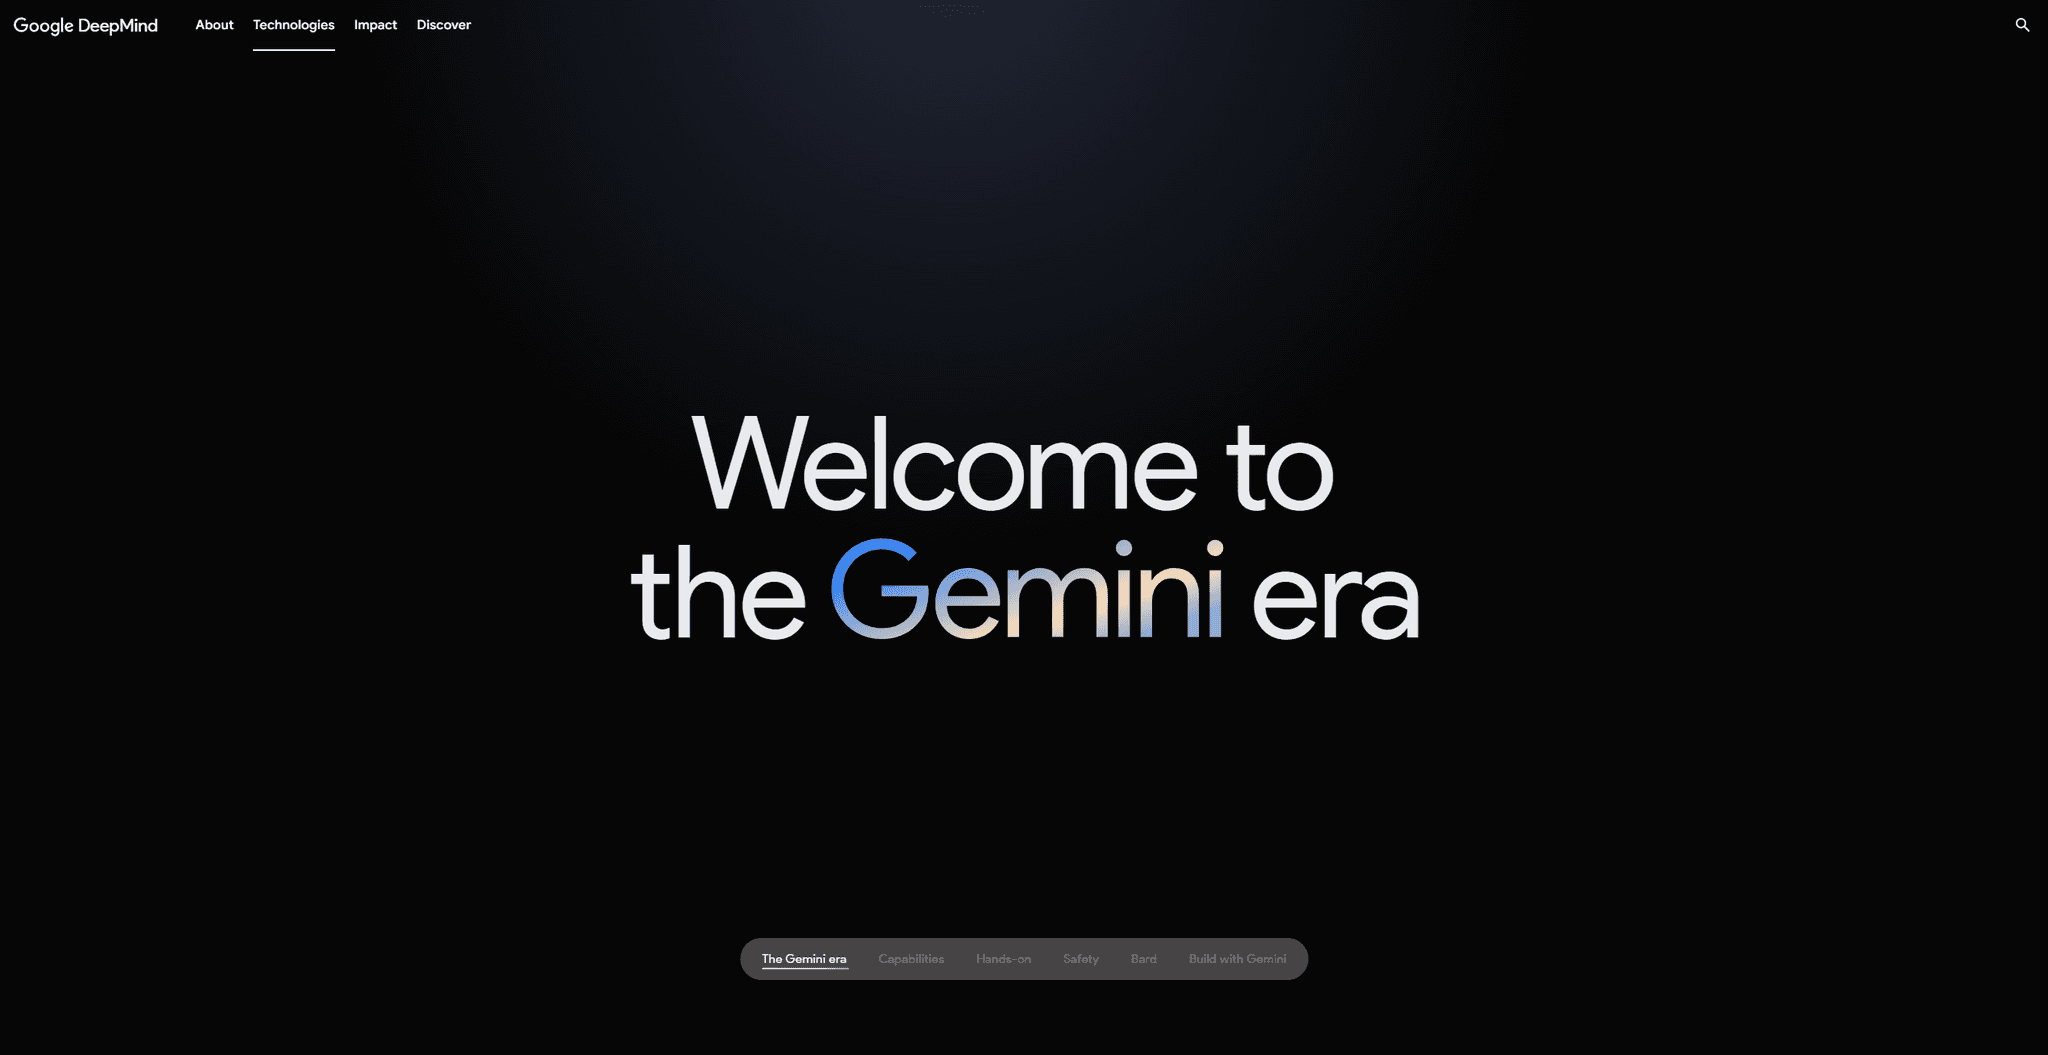 Google DeepMind About Technologies Impact Discover
Welcome to
the Gemini era
The Gemini era Capabilities Hands-on Safety Bard Build with Gemini